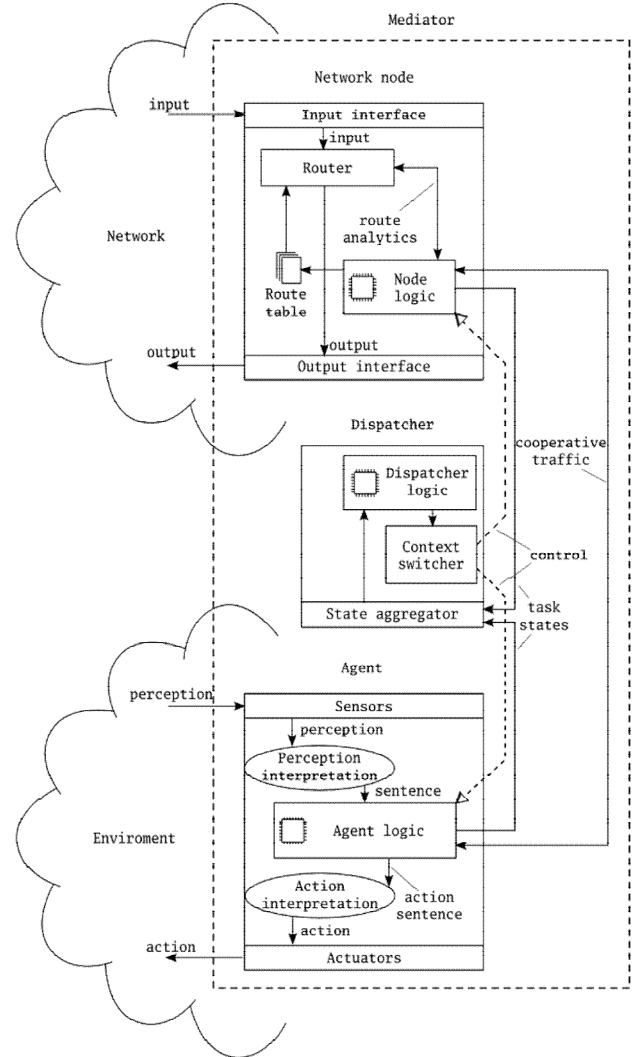 Mediator
Network node
input
Input interface
input
Router
Network
route
analytics
Node
logic
Route
table
output
output
Output interface
Dispatcher
cooperative
traffic
Dispatcher
logic
Context
switcher
control
State aggregator
task
states
Agent
perception
Sensors
perception
Perception
interpretation
sentence
Enviroment
Agent logic
Action
interpretation
action
sentence
action
action
Actuators